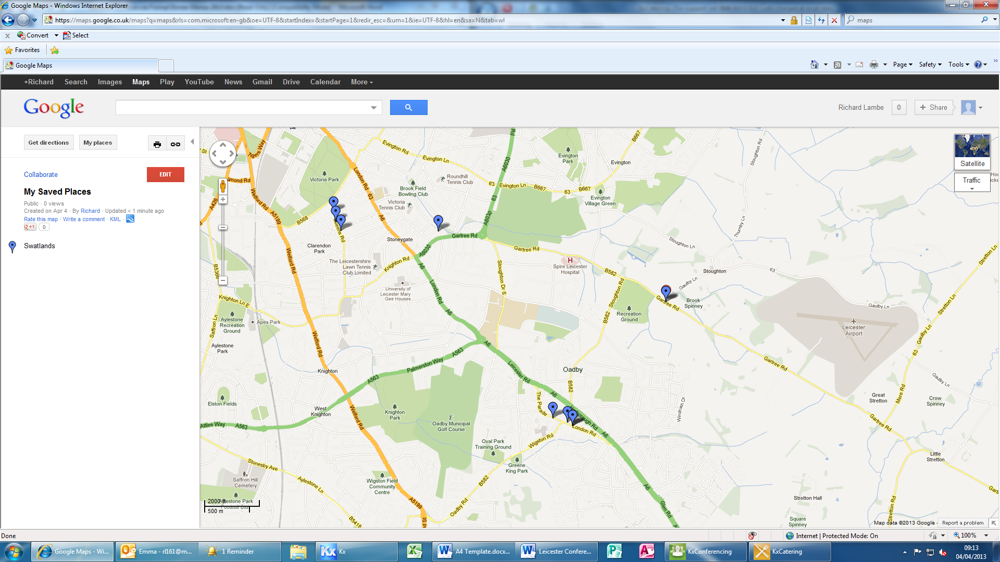 Google Maps - Windows Internet Explorer
https://maps.google.co.uk/maps?q=maps&rls=com.microsoft:en-gb&oe=UTF-8&startIndex=&startPage=1&redir_esc=&um=1&ie=UTF-8&hl=en&sa=N&tab=wl
maps
Convert Select
Favorites
Google Maps
Page Safety Tools
+Richard Search Images Maps Play YouTube News Gmail Drive Calendar More
Google
Richard Lambe 0 + Share
Get directions My places
Collaborate EDIT
My Saved Places
Public · 0 views
Created on Apr 4 · By Richard · Updated < 1 minute ago
Rate this map · Write a comment · KML ·
+1 0
Swatlands
Satellite
Traffic
Tigers Way
Evington Rd
Evington Ln
B667
Stoughton Rd
A6030
Evington
Park
Evington
Victoria Park
London Rd
Roundhill
Tennis Club
Brook Field
Bowling Club
63 Evington Ln B667 63
Evington
Village Green
Victoria
Tennis Club
A426
Welford Rd
A5199
B568
Queens Rd
63
A6
63
A6030
Thurnby Ln
Clarendon
Park
Stoneygate
Gartree Rd
A6030
Gartree Rd
Stoughton Ln
Stretton Ln
The Leicestershire
Lawn Tennis
Club Limited
Knighton Rd
Spire Leicester
Hospital
B582
Stoughton
63
Gaulby Ln
Welford Rd
B5366
A6
Stoughton Dr S
University of
Leicester Mary
Gee Houses
London Rd
A6
Stoughton Rd
B582
Gartree Rd
Brook
Spinney
Gaulby Ln
Stretton Ln
Knighton Ln E
Saffron Ln
Aylestone
Recreation
Ground
Apex Park
Recreation
Ground
Leicester
Airport
Gaulby Ln
63
Aylestone
Park
Welford Rd
A6
A563
Palmerston Way
A563
Leicester Rd
Oadby
Gartree Rd
Knighton
B582
A6
Gaulby Ln
Mere Rd
Great
Stretton
Crow
Spinney
Elston Fields
West
Knighton
Welford Rd
Knighton
Park
The Parade
Harborough Rd
Windrush Dr
Attlee Way A563
Oadby Municipal
Golf Course
London Rd
A6
Gartree Rd
Wigston Rd
Oval Park
Training Ground
Greene
King Park
Little
Stretton
Stonesby Ave
Saffron Hill
Cemetery
Aylestone Ln
Wigston Field
Community
Centre
B582
A6
Stretton Hall
Stretton Rd
A5199
Oadby Rd
Glen Rd
B5418
Square
Spinney
2000 ft
500 m
Map data ©2013 Google - Report a problem
Done Internet | Protected Mode: On 100%
Google Maps - Wi... Emma - rl161@m... 1 Reminder Kx A4 Template.docx... Leicester Confere... KxConferencing KxCatering
09:13
04/04/2013